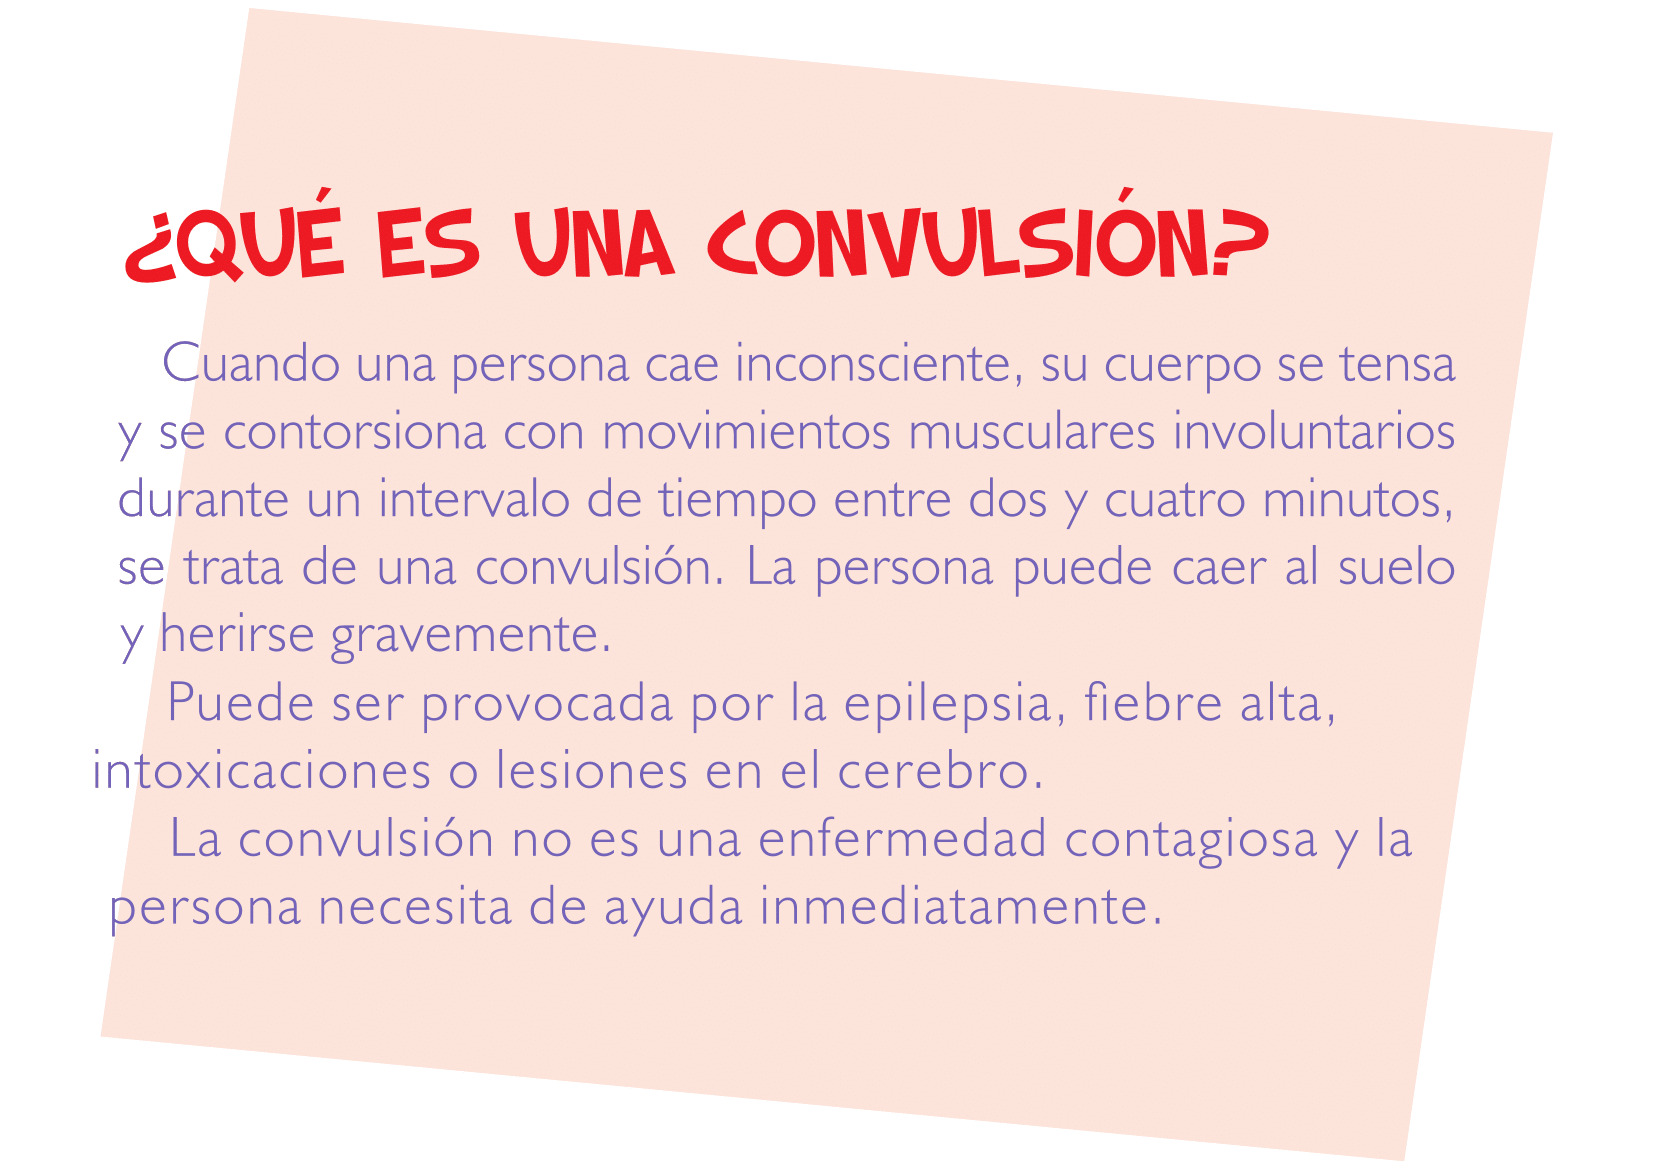 ¿QUÉ ES UNA CONVULSIÓN?
Cuando una persona cae inconsciente, su cuerpo se tensa
y se contorsiona con movimientos musculares involuntarios
durante un intervalo de tiempo entre dos y cuatro minutos,
se trata de una convulsión. La persona puede caer al suelo
y herirse gravemente.
Puede ser provocada por la epilepsia, fiebre alta,
intoxicaciones o lesiones en el cerebro.
La convulsión no es una enfermedad contagiosa y la
persona necesita de ayuda inmediatamente.